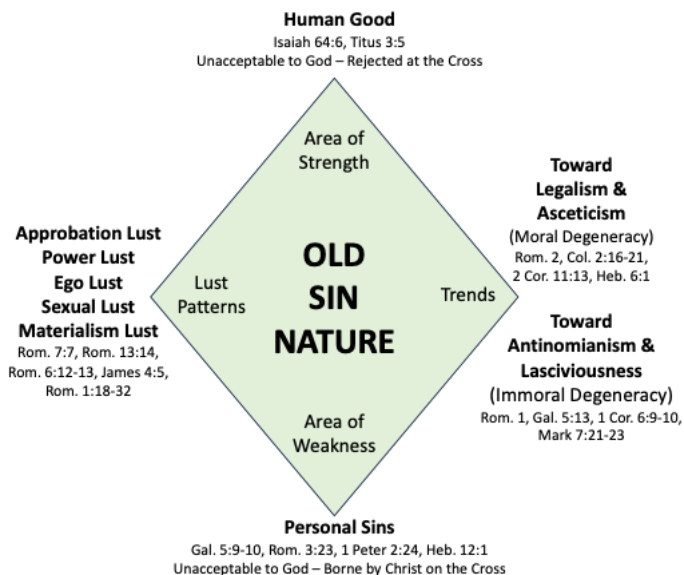 Human Good
Isaiah 64:6, Titus 3:5
Unacceptable to God – Rejected at the Cross
Area of
Strength
Approbation Lust
Power Lust
Ego Lust
Sexual Lust
Materialism Lust
Rom. 7:7, Rom. 13:14,
Rom. 6:12-13, James 4:5,
Rom. 1:18-32
Lust
Patterns
OLD
SIN
NATURE
Trends
Toward
Legalism &
Asceticism
(Moral Degeneracy)
Rom. 2, Col. 2:16-21,
2 Cor. 11:13, Heb. 6:1
Toward
Antinomianism &
Lasciviousness
(Immoral Degeneracy)
Rom. 1, Gal. 5:13, 1 Cor. 6:9-10,
Mark 7:21-23
Area of
Weakness
Personal Sins
Gal. 5:9-10, Rom. 3:23, 1 Peter 2:24, Heb. 12:1
Unacceptable to God – Borne by Christ on the Cross